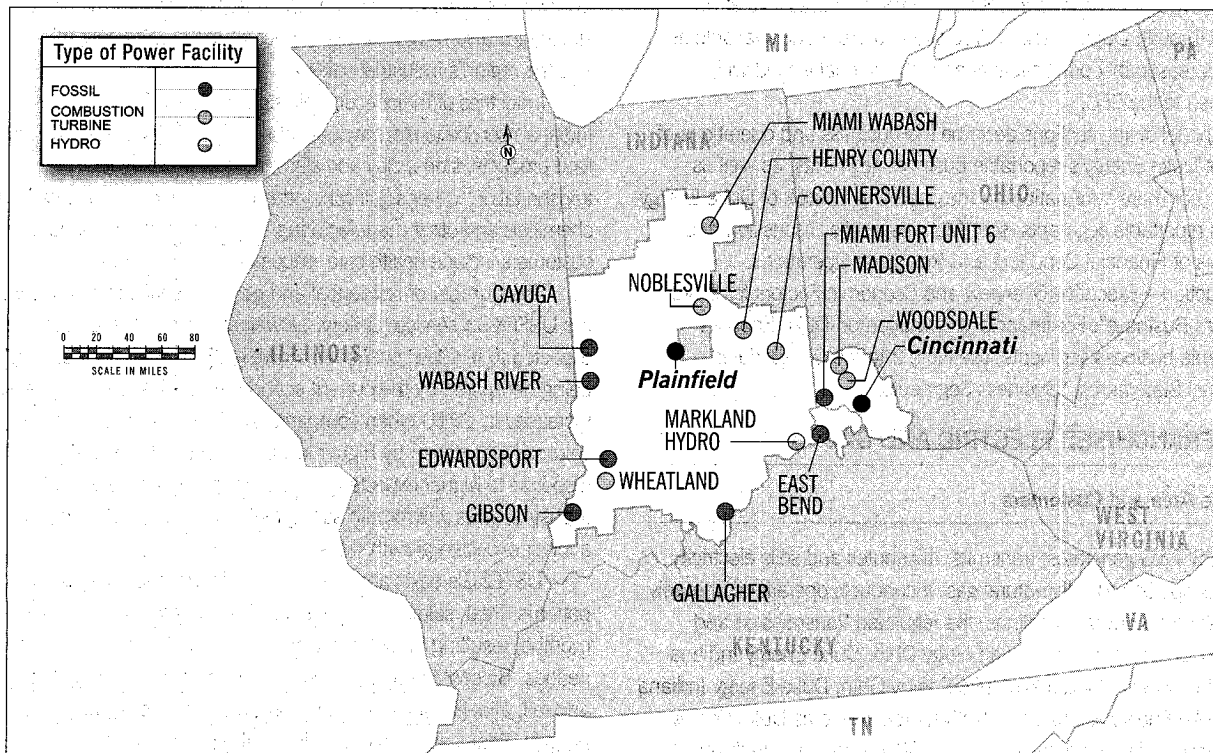 Type of Power Facility
FOSSIL
COMBUSTION
TURBINE
HYDRO
N
MI
PA
INDIANA
OHIO
MIAMI WABASH
HENRY COUNTY
CONNERSVILLE
MIAMI FORT UNIT 6
MADISON
NOBLESVILLE
CAYUGA
WOODSDALE
Cincinnati
40 20 0 40 80
SCALE IN MILES
ILLINOIS
WABASH RIVER
Plainfield
MARKLAND
HYDRO
EDWARDSPORT
WHEATLAND
EAST
BEND
GIBSON
WEST
VIRGINIA
GALLAGHER
VA
KENTUCKY
TN